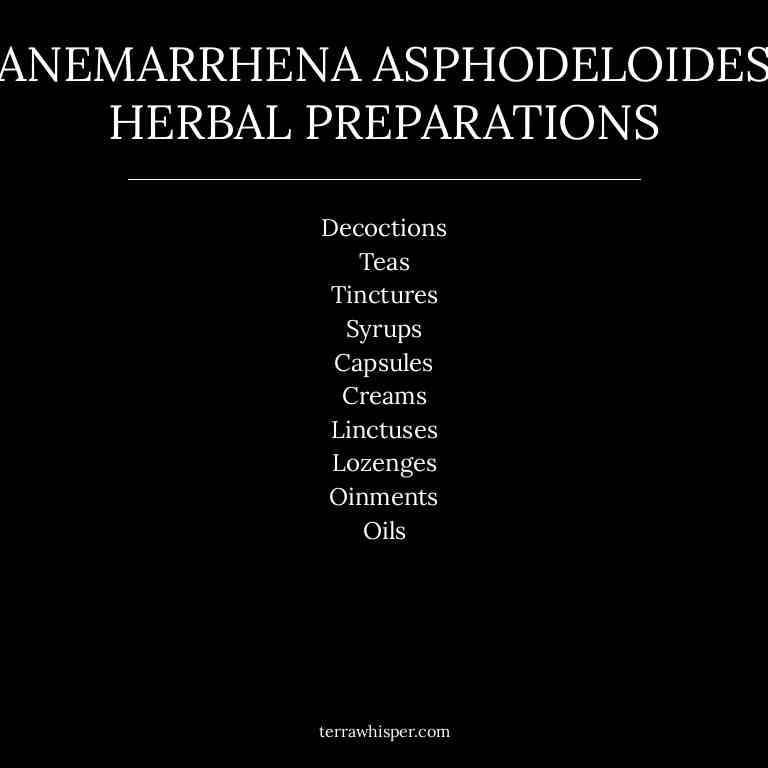 ANEMARRHENA ASPHODELOIDES
HERBAL PREPARATIONS
Decoctions
Teas
Tinctures
Syrups
Capsules
Creams
Linctuses
Lozenges
Oinments
Oils
terrawhisper.com